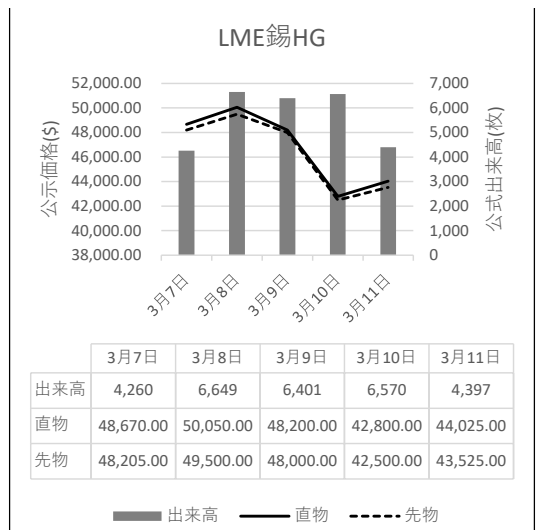 LME錫HG
公示価格($)
52,000.00
50,000.00
48,000.00
46,000.00
44,000.00
42,000.00
40,000.00
38,000.00
7,000
6,000
5,000
4,000
3,000
2,000
1,000
0
公式出来高(枚)
3月7日 3月8日 3月9日 3月10日 3月11日
3月7日 3月8日 3月9日 3月10日 3月11日
出来高 4,260 6,649 6,401 6,570 4,397
直物 48,670.00 50,050.00 48,200.00 42,800.00 44,025.00
先物 48,205.00 49,500.00 48,000.00 42,500.00 43,525.00
出来高 直物 先物